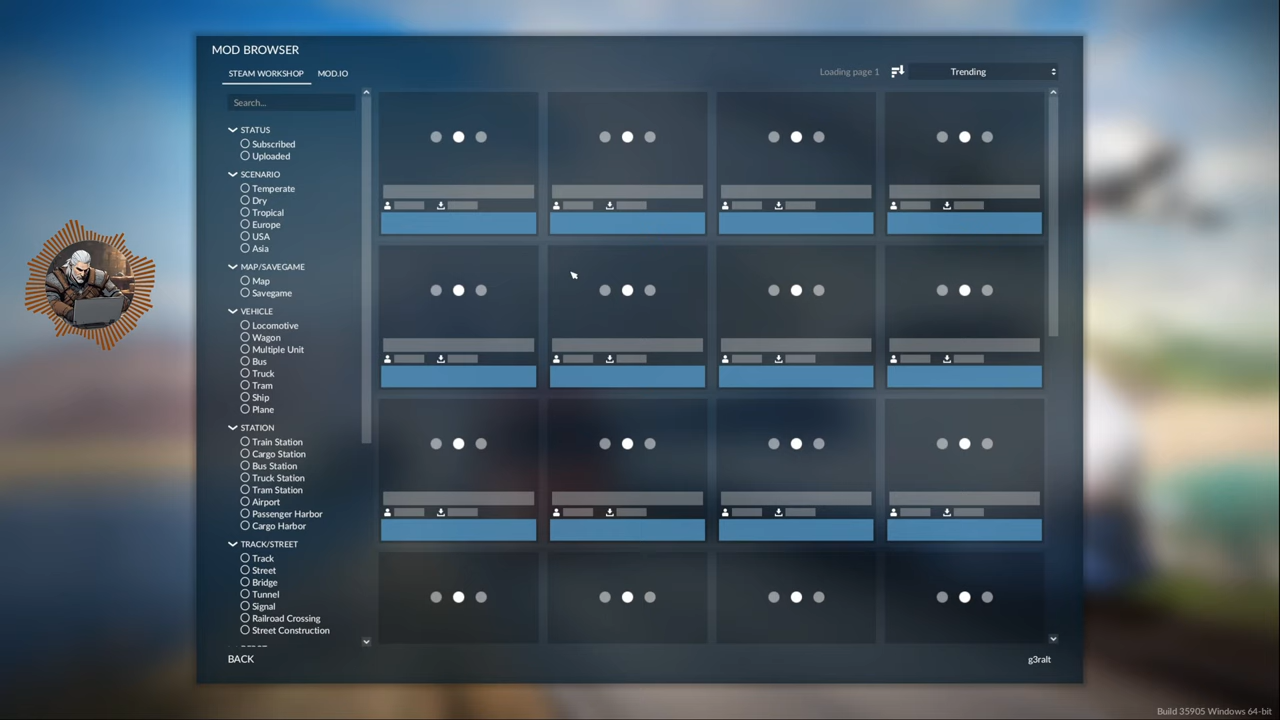 MOD BROWSER
STEAM WORKSHOP
MOD.IO
Loading page 1
Trending
Search...
STATUS
Subscribed
Uploaded
SCENARIO
Temperate
Dry
Tropical
Europe
USA
Asia
MAP/SAVEGAME
Map
Savegame
VEHICLE
Locomotive
Wagon
Multiple Unit
Bus
Truck
Tram
Ship
Plane
STATION
Train Station
Cargo Station
Bus Station
Truck Station
Tram Station
Airport
Passenger Harbor
Cargo Harbor
TRACK/STREET
Track
Street
Bridge
Tunnel
Signal
Railroad Crossing
Street Construction
BACK
g3ralt
Build 35905 Windows 64-bit